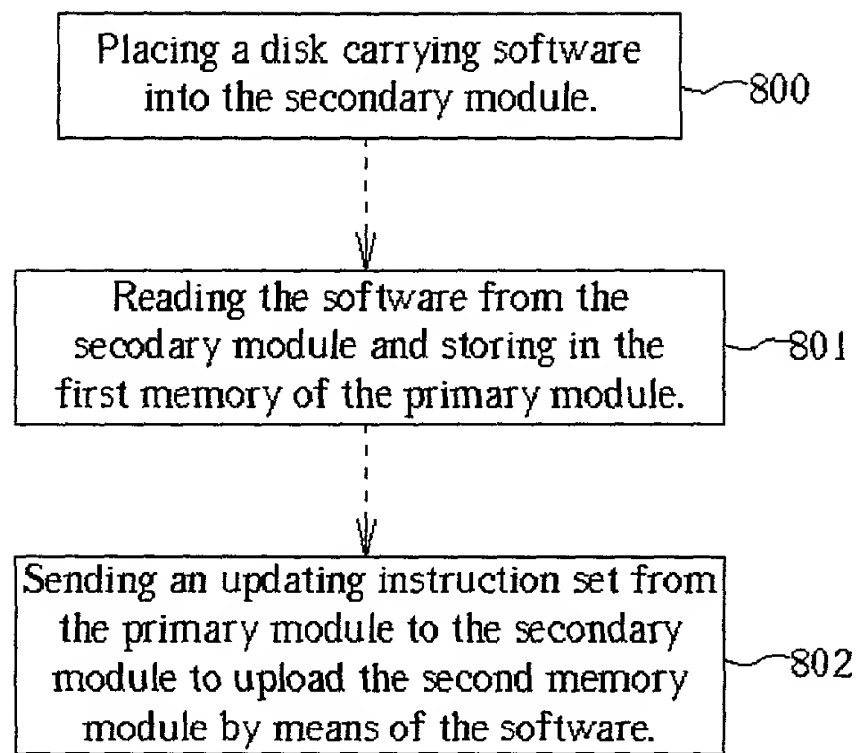 Placing a disk carrying software
into the secondary module.
800
Reading the software from the
secodary module and storing in the
first memory of the primary module.
801
Sending an updating instruction set from
the primary module to the secondary
module to upload the second memory
module by means of the software.
802